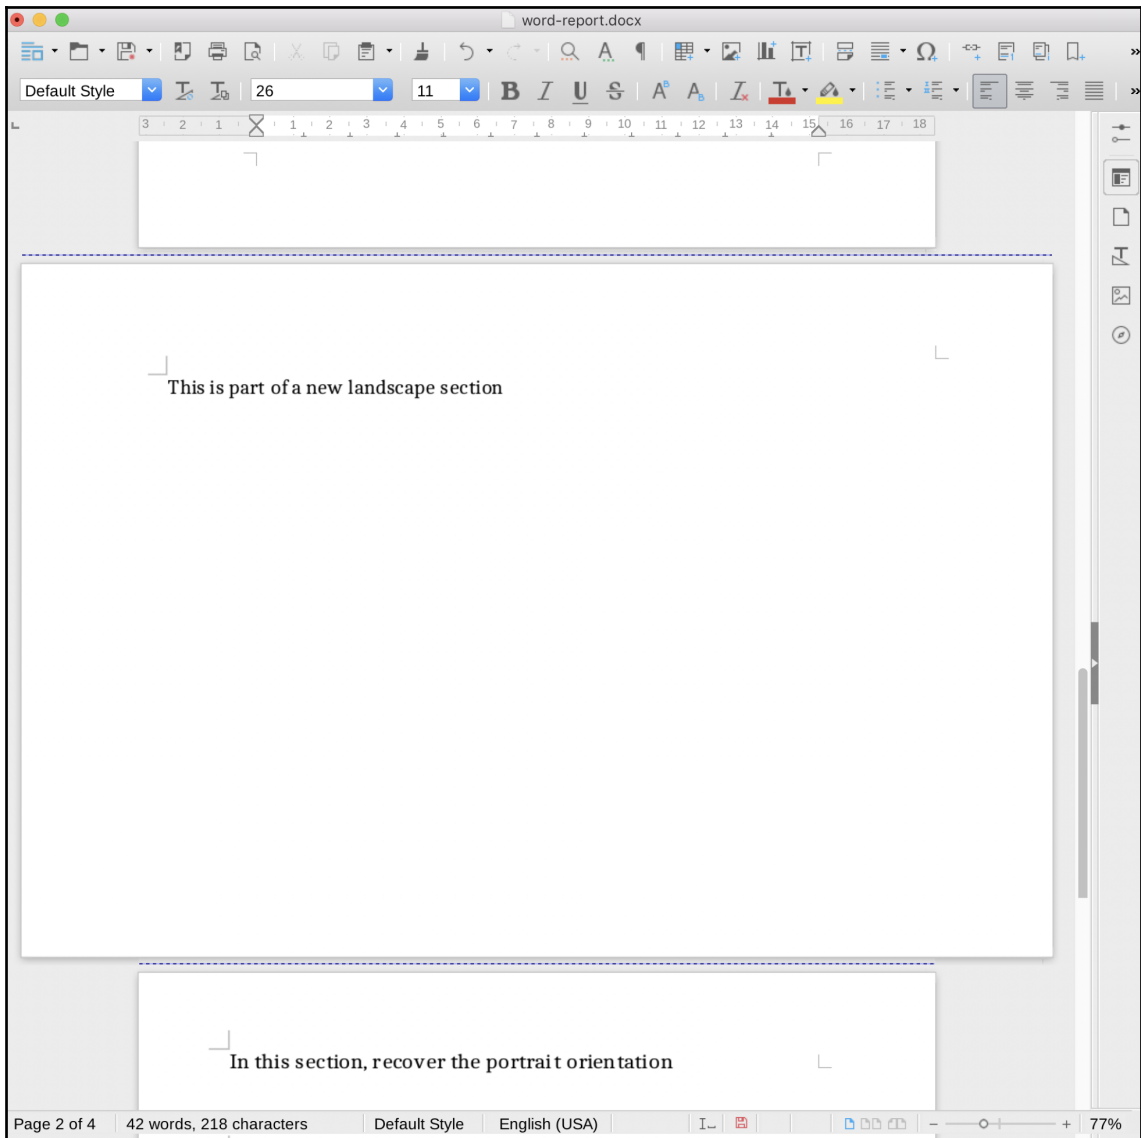 word-report.docx
Default Style 26 11
3 2 1 1 2 3 4 5 6 7 8 9 10 11 12 13 14 15 16 17 18
This is part of a new landscape section
In this section, recover the portrait orientation
Page 2 of 4 42 words, 218 characters Default Style English (USA) 77%